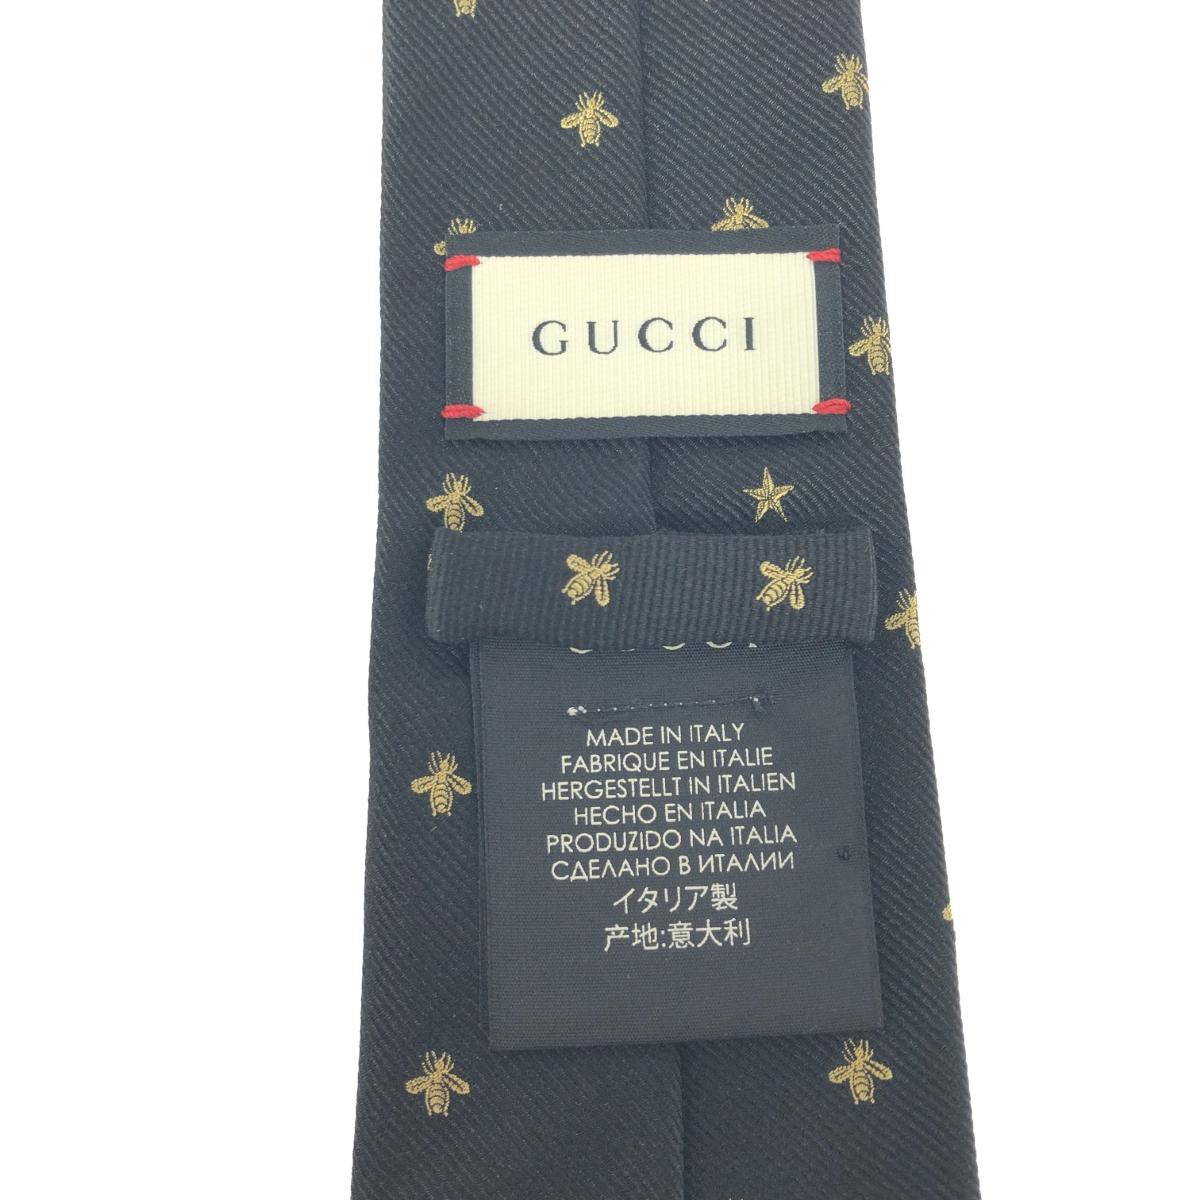 GUCCI
MADE IN ITALY
FABRIQUE EN ITALIE
HERGESTELLT IN ITALIEN
HECHO EN ITALIA
PRODUZIDO NA ITALIA
СДЕЛАНО В ИТАЛИИ
イタリア製
产地:意大利